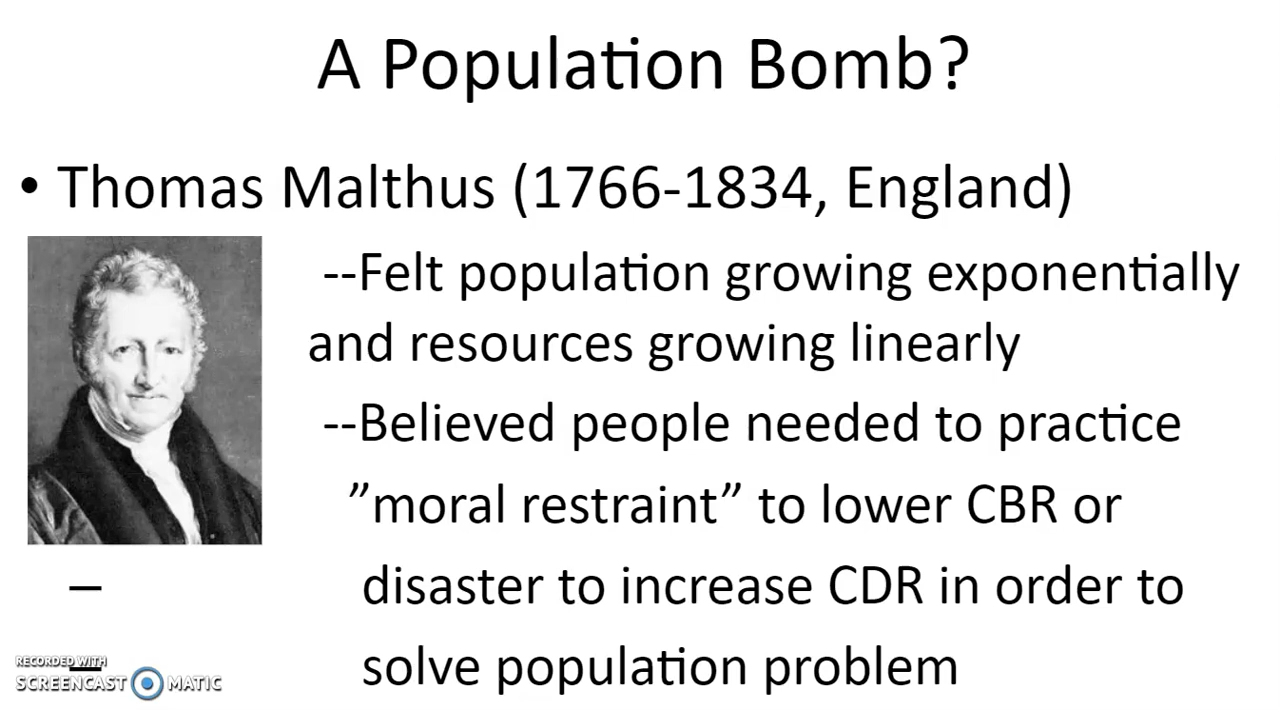 A Population Bomb?
• Thomas Malthus (1766-1834, England)
--Felt population growing exponentially
and resources growing linearly
--Believed people needed to practice
”moral restraint” to lower CBR or
– disaster to increase CDR in order to
– solve population problem
RECORDED WITH
SCREENCAST MATIC